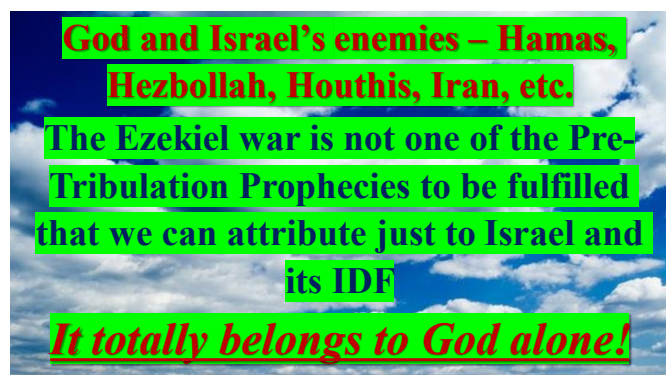 God and Israel’s enemies – Hamas,
Hezbollah, Houthis, Iran, etc.
The Ezekiel war is not one of the Pre-
Tribulation Prophecies to be fulfilled
that we can attribute just to Israel and
its IDF
It totally belongs to God alone!